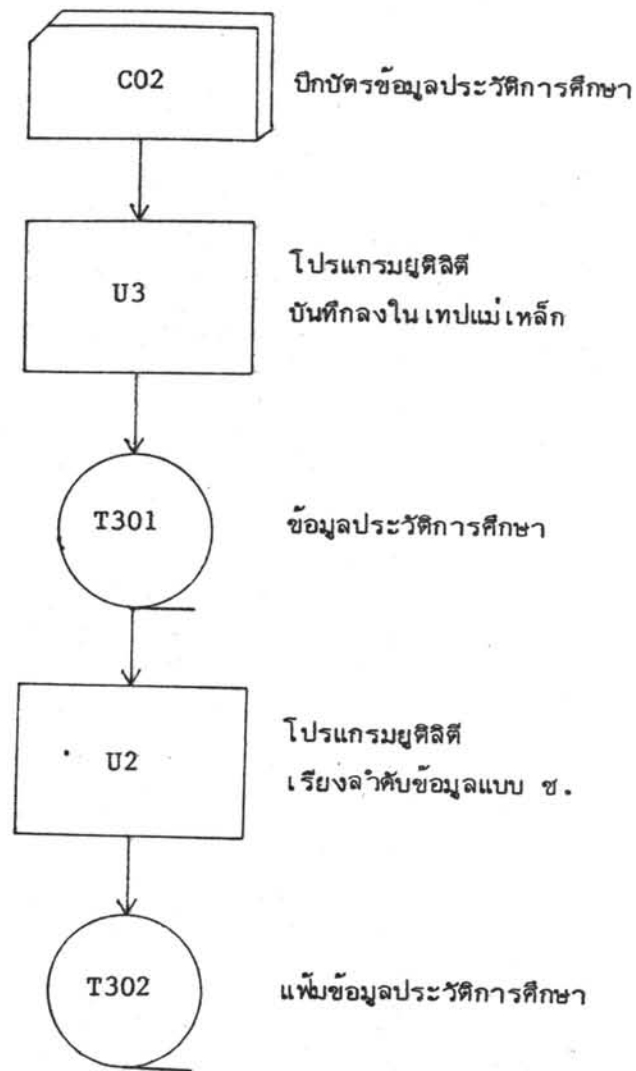 C02
ปึกบัตรข้อมูลประวัติการศึกษา
U3
โปรแกรมยูติลิตี
บันทึกลงในเทปแม่เหล็ก
T301
ข้อมูลประวัติการศึกษา
U2
โปรแกรมยูติลิตี
เรียงลำดับข้อมูลแบบ ช.
T302
แฟ้มข้อมูลประวัติการศึกษา